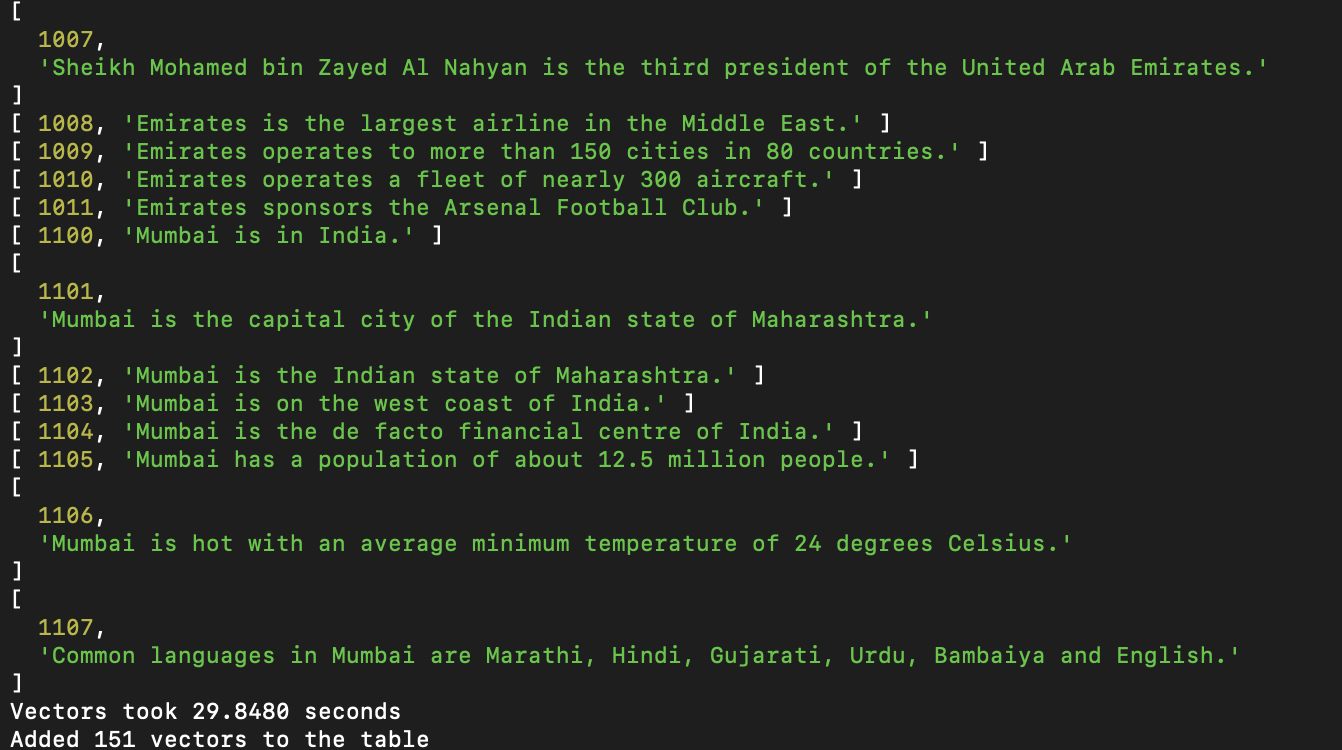 [
  1007,
  'Sheikh Mohamed bin Zayed Al Nahyan is the third president of the United Arab Emirates.'
]
[ 1008, 'Emirates is the largest airline in the Middle East.' ]
[ 1009, 'Emirates operates to more than 150 cities in 80 countries.' ]
[ 1010, 'Emirates operates a fleet of nearly 300 aircraft.' ]
[ 1011, 'Emirates sponsors the Arsenal Football Club.' ]
[ 1100, 'Mumbai is in India.' ]
[
  1101,
  'Mumbai is the capital city of the Indian state of Maharashtra.'
]
[ 1102, 'Mumbai is the Indian state of Maharashtra.' ]
[ 1103, 'Mumbai is on the west coast of India.' ]
[ 1104, 'Mumbai is the de facto financial centre of India.' ]
[ 1105, 'Mumbai has a population of about 12.5 million people.' ]
[
  1106,
  'Mumbai is hot with an average minimum temperature of 24 degrees Celsius.'
]
[
  1107,
  'Common languages in Mumbai are Marathi, Hindi, Gujarati, Urdu, Bambaiya and English.'
]
Vectors took 29.8480 seconds
Added 151 vectors to the table